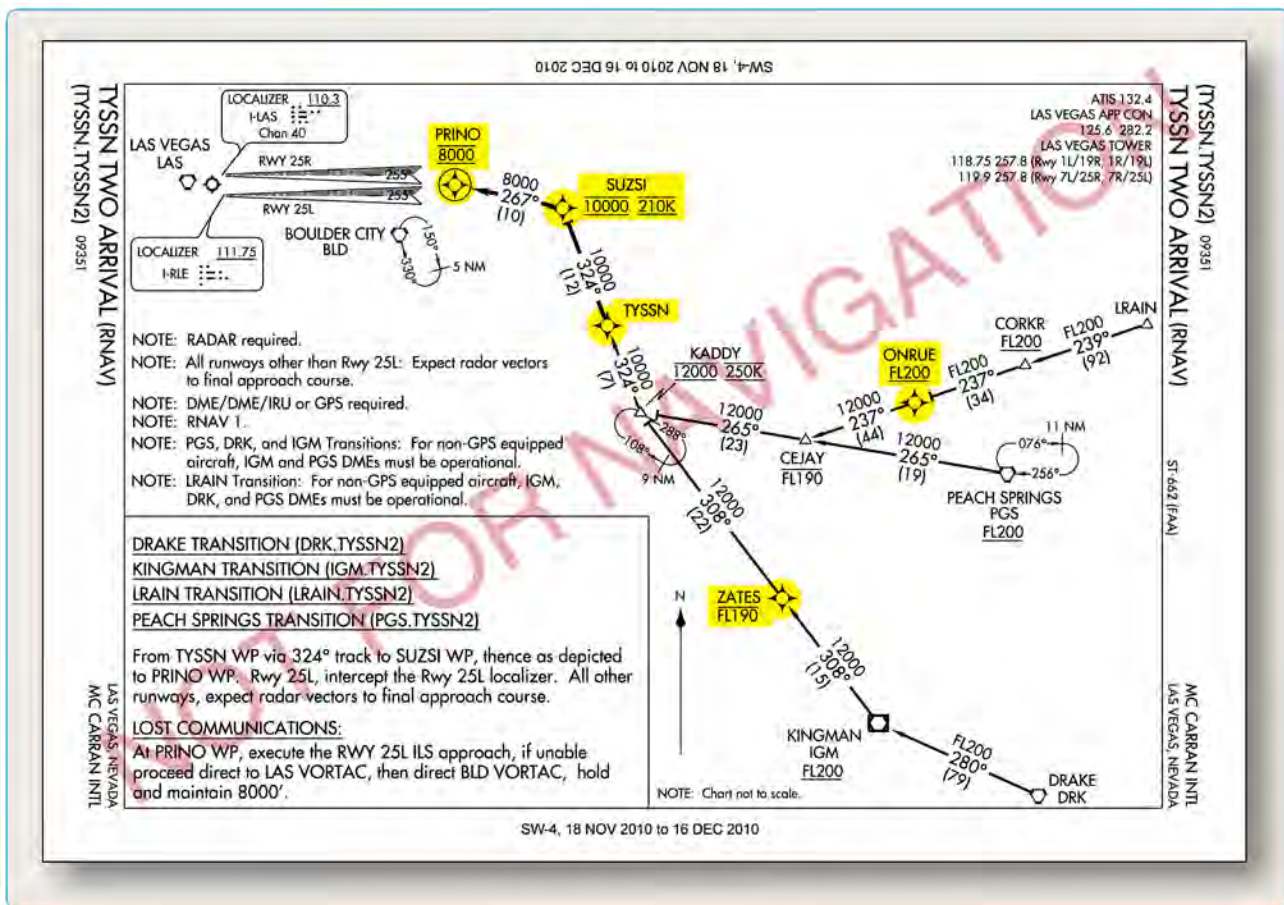 SW-4, 18 NOV 2010 to 16 DEC 2010
(TYSSN.TYSSN2) 09351
TYSSN TWO ARRIVAL (RNAV)
ST-662 (FAA)
MC CARRAN INTL
LAS VEGAS, NEVADA
TYSSN TWO ARRIVAL (RNAV)
(TYSSN.TYSSN2) 09351
LAS VEGAS, NEVADA
MC CARRAN INTL
ATIS 132.4
LAS VEGAS APP CON
125.6 282.2
LAS VEGAS TOWER
118.75 257.8 (Rwy 1L/19R, 1R/19L)
119.9 257.8 (Rwy 7L/25R, 7R/25L)
LOCALIZER 110.3
I-LAS
Chan 40
LAS VEGAS
LAS
RWY 25R
255°
RWY 25L
255°
LOCALIZER 111.75
I-RLE
BOULDER CITY
BLD
150°
330°
5 NM
PRINO
8000
8000
267°
(10)
SUZSI
10000 210K
10000
324°
(12)
TYSSN
10000
324°
(7)
KADDY
12000 250K
288°
108°
9 NM
12000
265°
(23)
CEJAY
FL190
12000
237°
(44)
ONRUE
FL200
FL200
237°
(34)
CORKR
FL200
FL200
239°
(92)
LRAIN
12000
265°
(19)
076°
11 NM
256°
PEACH SPRINGS
PGS
FL200
12000
308°
(22)
ZATES
FL190
12000
308°
(15)
KINGMAN
IGM
FL200
FL200
280°
(79)
DRAKE
DRK
N
NOTE: Chart not to scale.
NOTE: RADAR required.
NOTE: All runways other than Rwy 25L: Expect radar vectors
to final approach course.
NOTE: DME/DME/IRU or GPS required.
NOTE: RNAV 1.
NOTE: PGS, DRK, and IGM Transitions: For non-GPS equipped
aircraft, IGM and PGS DMEs must be operational.
NOTE: LRAIN Transition: For non-GPS equipped aircraft, IGM,
DRK, and PGS DMEs must be operational.
DRAKE TRANSITION (DRK.TYSSN2)
KINGMAN TRANSITION (IGM.TYSSN2)
LRAIN TRANSITION (LRAIN.TYSSN2)
PEACH SPRINGS TRANSITION (PGS.TYSSN2)
From TYSSN WP via 324° track to SUZSI WP, thence as depicted
to PRINO WP. Rwy 25L, intercept the Rwy 25L localizer. All other
runways, expect radar vectors to final approach course.
LOST COMMUNICATIONS:
At PRINO WP, execute the RWY 25L ILS approach, if unable
proceed direct to LAS VORTAC, then direct BLD VORTAC, hold
and maintain 8000'.
NOT FOR NAVIGATION
SW-4, 18 NOV 2010 to 16 DEC 2010